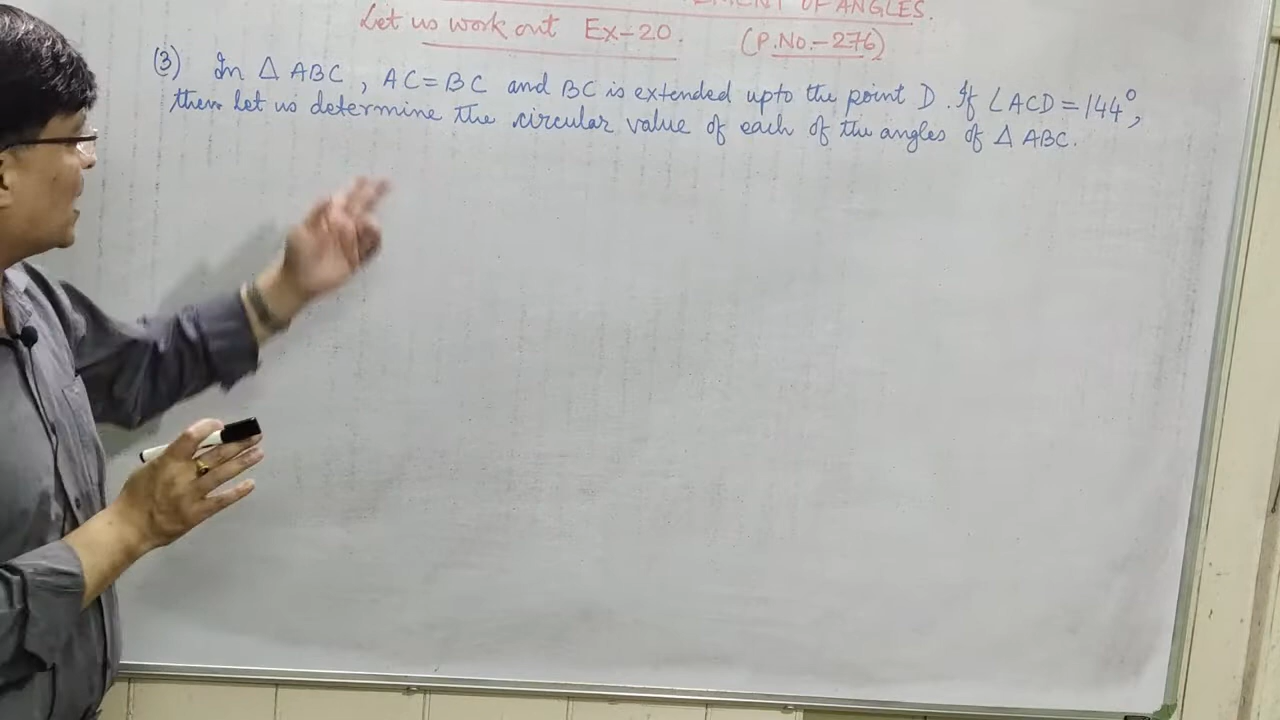 OF ANGLES.
Let us work out Ex-20. (P.No.-276)
(3) In Δ ABC, AC=BC and BC is extended upto the point D. If ∠ACD=144°,
then let us determine the circular value of each of the angles of Δ ABC.